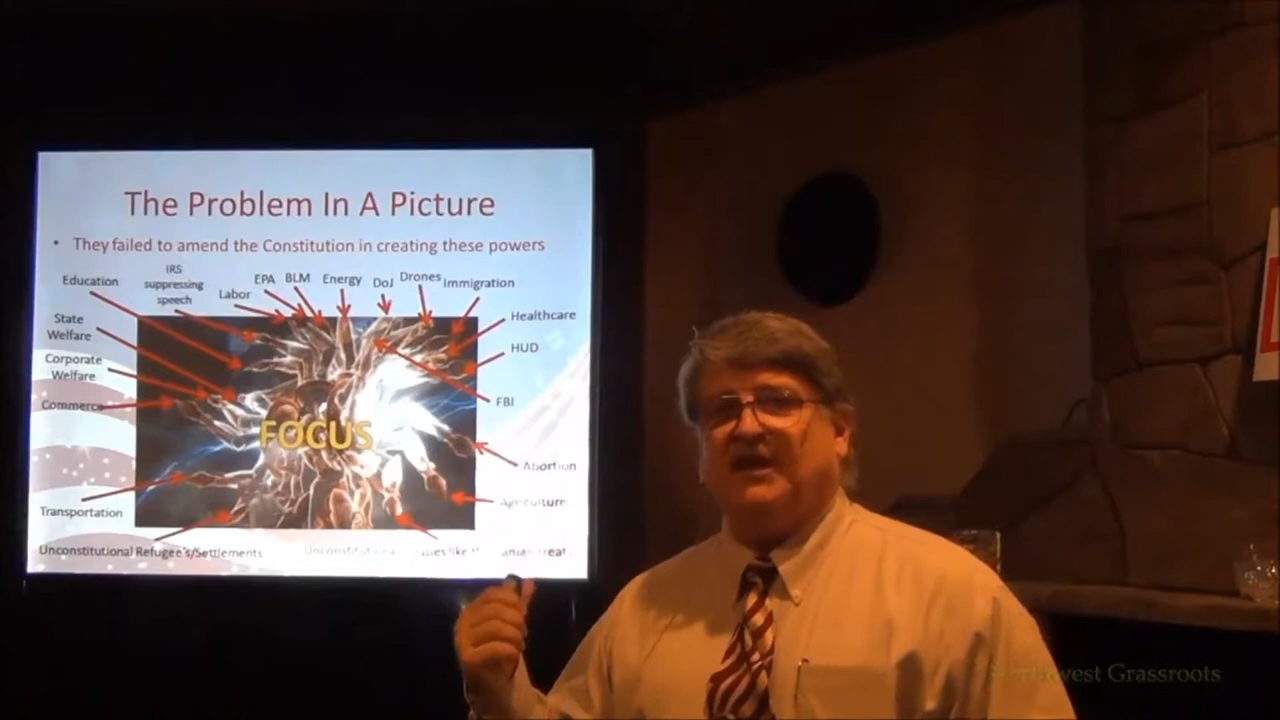 The Problem In A Picture
• They failed to amend the Constitution in creating these powers
Education
IRS
suppressing
speech
Labor
EPA
BLM
Energy
DoJ
Drones
Immigration
State
Welfare
Healthcare
HUD
Corporate
Welfare
Commerce
FBI
FOCUS
Abortion
Agriculture
Transportation
Unconstitutional Refugee's/Settlements
like
Northwest Grassroots